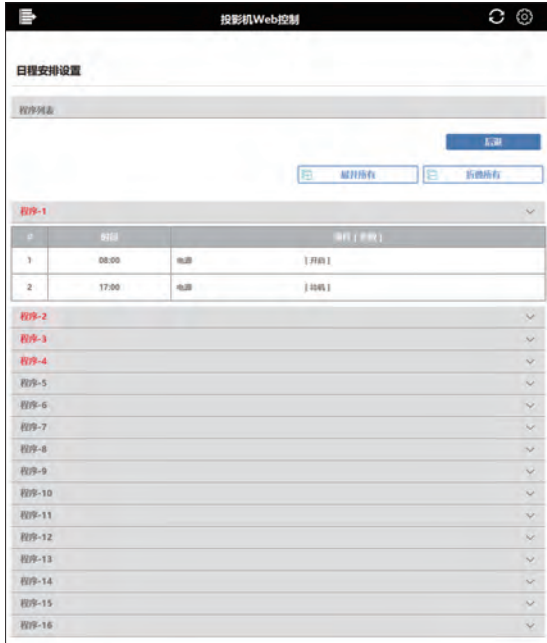 投影机Web控制
日程安排设置
程序列表
后退
展开所有 折叠所有
程序-1
# 时间 项目 [ 参数 ]
1 08:00 电源 [ 开启 ]
2 17:00 电源 [ 待机 ]
程序-2
程序-3
程序-4
程序-5
程序-6
程序-7
程序-8
程序-9
程序-10
程序-11
程序-12
程序-13
程序-14
程序-15
程序-16